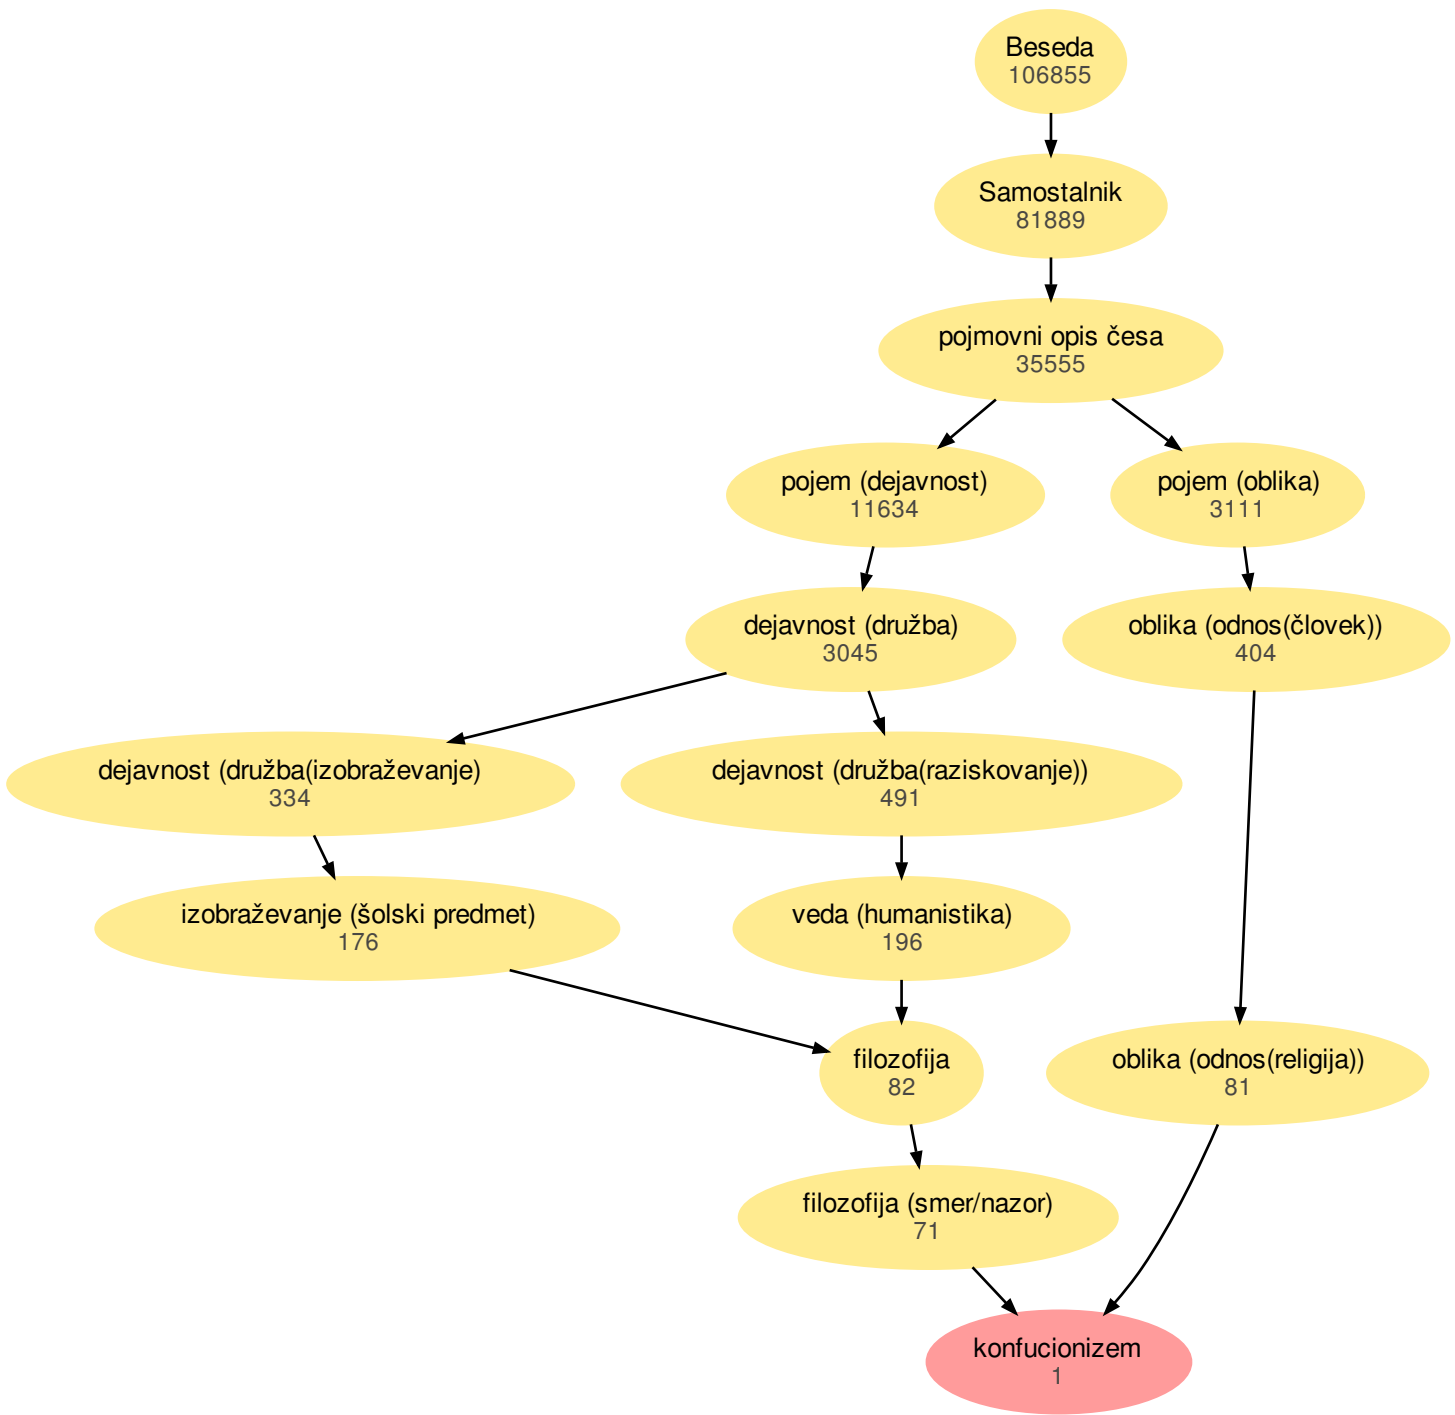 Beseda
106855
Samostalnik
81889
pojmovni opis česa
35555
pojem (dejavnost)
11634
pojem (oblika)
3111
dejavnost (družba)
3045
oblika (odnos(človek))
404
dejavnost (družba(izobraževanje)
334
dejavnost (družba(raziskovanje))
491
izobraževanje (šolski predmet)
176
veda (humanistika)
196
filozofija
82
oblika (odnos(religija))
81
filozofija (smer/nazor)
71
konfucionizem
1